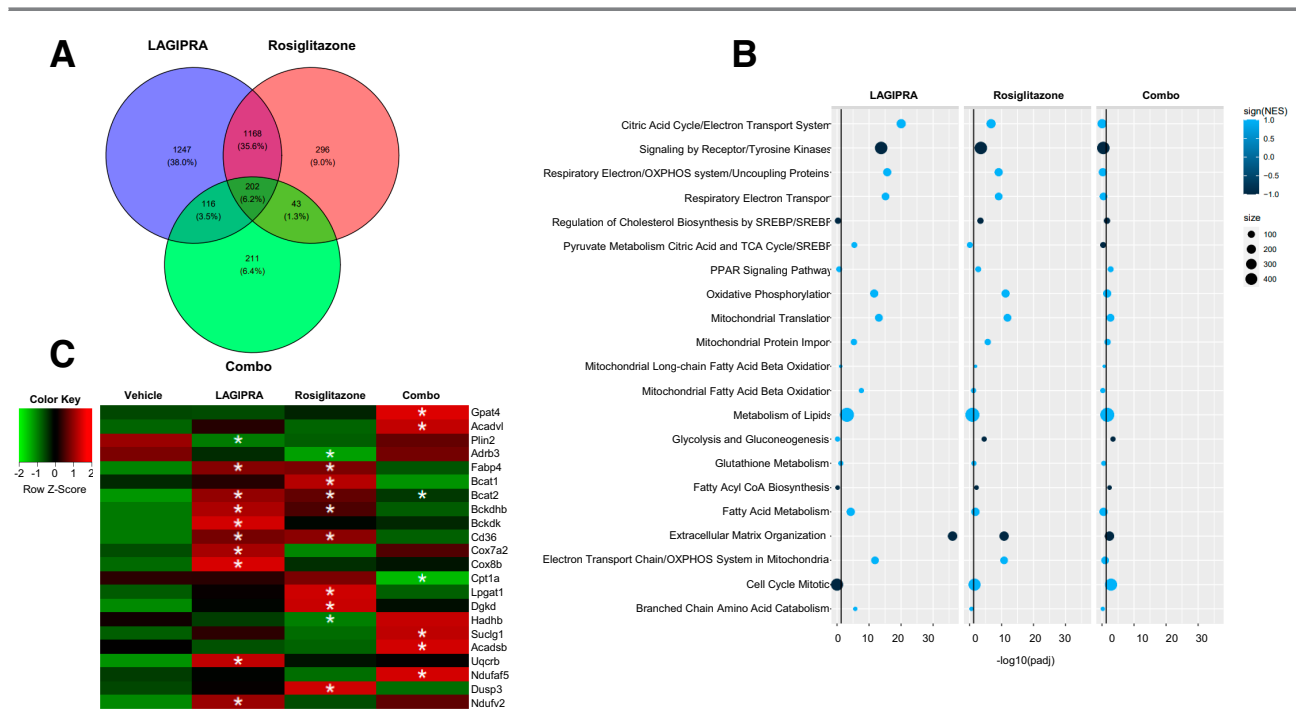 A
LAGIPRA
Rosiglitazone
1247
(38.0%)
1168
(35.6%)
296
(9.0%)
202
(6.2%)
116
(3.5%)
43
(1.3%)
211
(6.4%)
Combo
B
LAGIPRA
Rosiglitazone
Combo
Citric Acid Cycle/Electron Transport System
Signaling by Receptor/Tyrosine Kinases
Respiratory Electron/OXPHOS system/Uncoupling Proteins
Respiratory Electron Transpor
Regulation of Cholesterol Biosynthesis by SREBP/SREBF
Pyruvate Metabolism Citric Acid and TCA Cycle/SREBF
PPAR Signaling Pathway
Oxidative Phosphorylation
Mitochondrial Translation
Mitochondrial Protein Impor
Mitochondrial Long-chain Fatty Acid Beta Oxidation
Mitochondrial Fatty Acid Beta Oxidation
Metabolism of Lipids
Glycolysis and Gluconeogenesis
Glutathione Metabolism
Fatty Acyl CoA Biosynthesis
Fatty Acid Metabolism
Extracellular Matrix Organization
Electron Transport Chain/OXPHOS System in Mitochondria
Cell Cycle Mitotic
Branched Chain Amino Acid Catabolism
0 10 20 30 0 10 20 30 0 10 20 30
-log10(padj)
sign(NES)
1.0
0.5
0.0
−0.5
−1.0
size
100
200
300
400
C
Color Key
-2 -1 0 1 2
Row Z-Score
Vehicle LAGIPRA Rosiglitazone Combo
* Gpat4
* Acadvl
* Plin2
* Adrb3
* * Fabp4
* Bcat1
* * * Bcat2
* * Bckdhb
* Bckdk
* * Cd36
* Cox7a2
* Cox8b
* Cpt1a
* Lpgat1
* Dgkd
* Hadhb
* Suclg1
* Acadsb
* Uqcrb
* Ndufaf5
* Dusp3
* Ndufv2